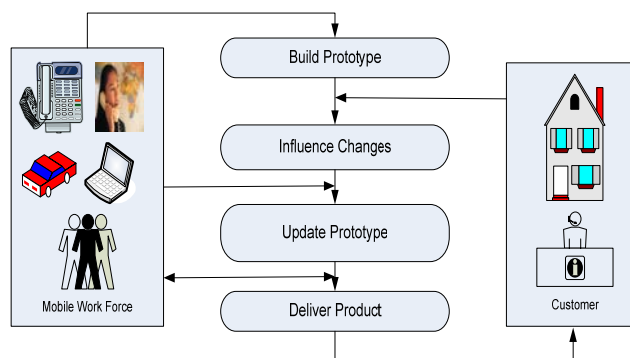 Build Prototype
Influence Changes
Update Prototype
Deliver Product
Mobile Work Force
Customer